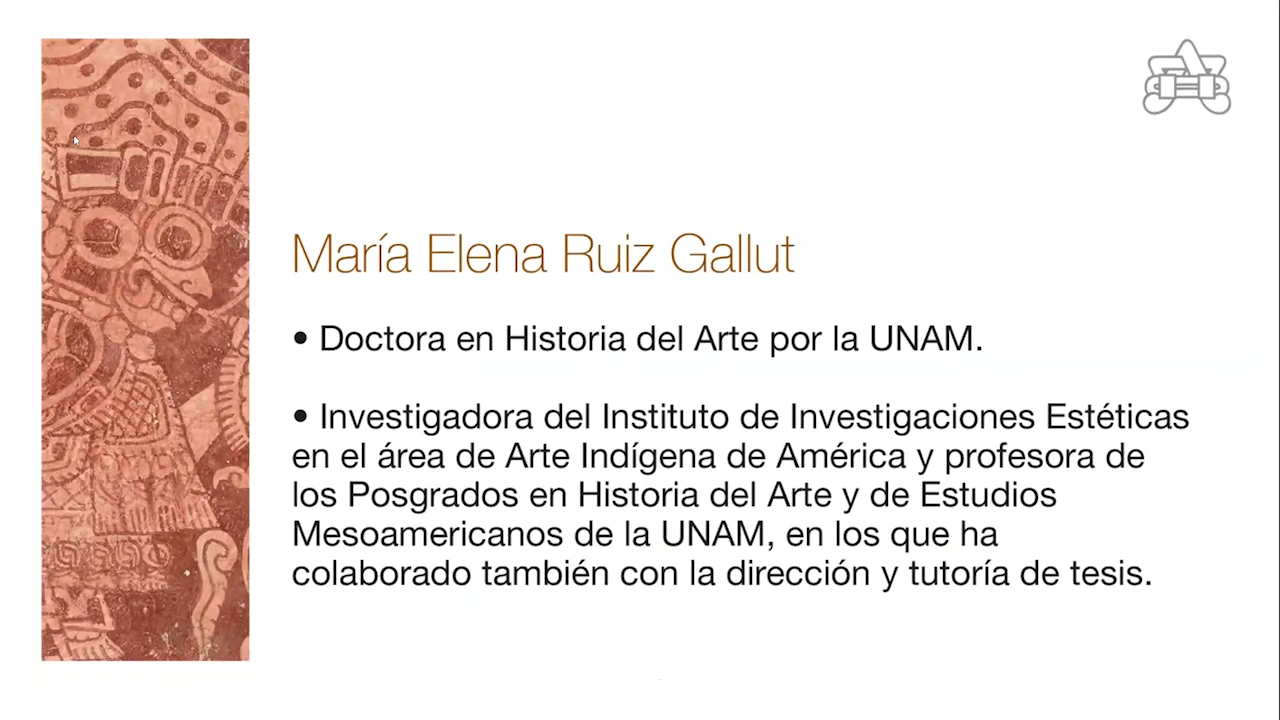 María Elena Ruiz Gallut
• Doctora en Historia del Arte por la UNAM.
• Investigadora del Instituto de Investigaciones Estéticas
en el área de Arte Indígena de América y profesora de
los Posgrados en Historia del Arte y de Estudios
Mesoamericanos de la UNAM, en los que ha
colaborado también con la dirección y tutoría de tesis.